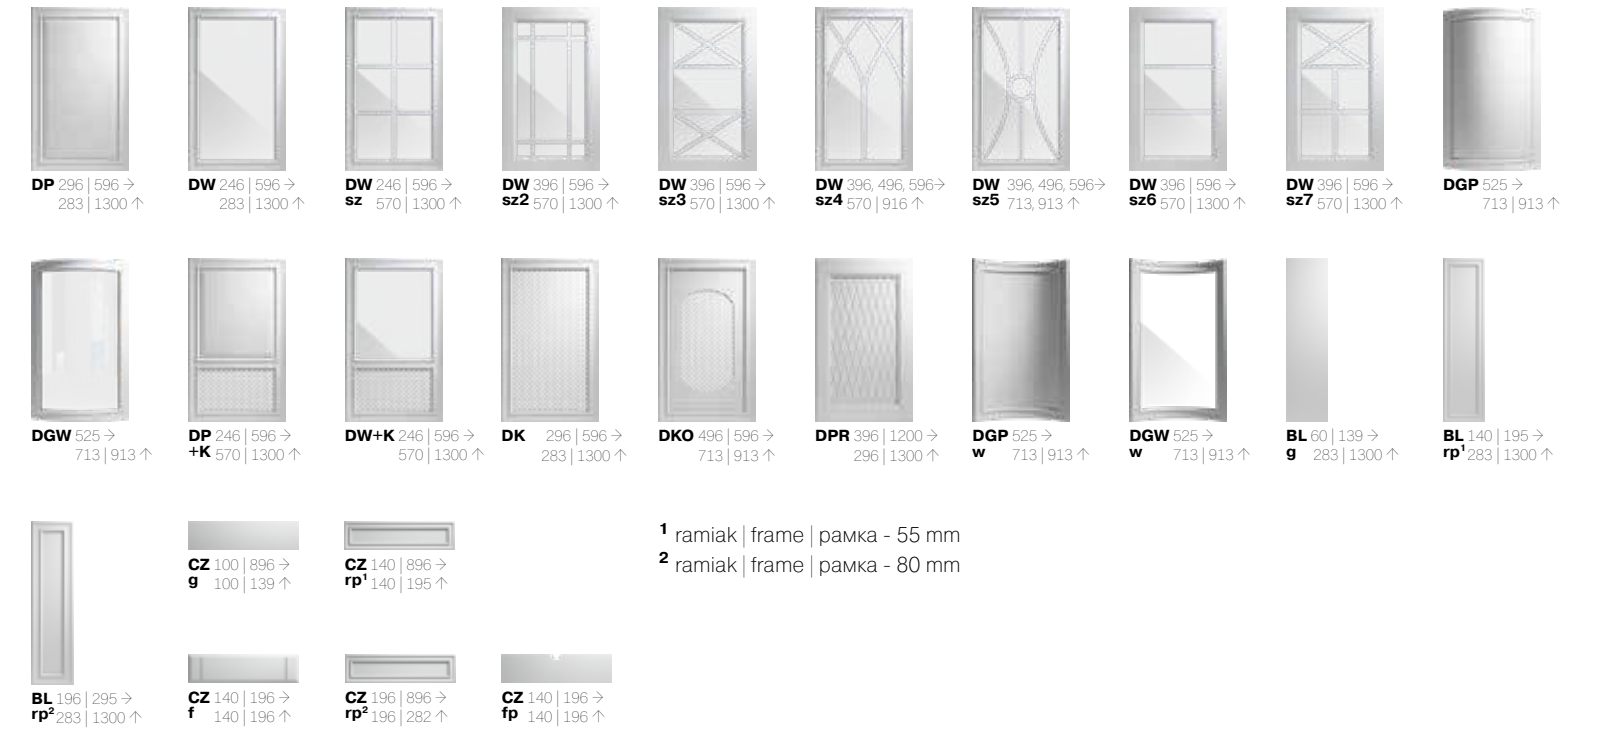 DP 296 | 596 →
283 | 1300 ↑
DW 246 | 596 →
283 | 1300 ↑
DW 246 | 596 →
sz 570 | 1300 ↑
DW 396 | 596 →
sz2 570 | 1300 ↑
DW 396 | 596 →
sz3 570 | 1300 ↑
DW 396, 496, 596→
sz4 570 | 916 ↑
DW 396, 496, 596→
sz5 713, 913 ↑
DW 396 | 596 →
sz6 570 | 1300 ↑
DW 396 | 596 →
sz7 570 | 1300 ↑
DGP 525 →
713 | 913 ↑
DGW 525 →
713 | 913 ↑
DP 246 | 596 →
+K 570 | 1300 ↑
DW+K 246 | 596 →
570 | 1300 ↑
DK 296 | 596 →
283 | 1300 ↑
DKO 496 | 596 →
713 | 913 ↑
DPR 396 | 1200 →
296 | 1300 ↑
DGP 525 →
w 713 | 913 ↑
DGW 525 →
w 713 | 913 ↑
BL 60 | 139 →
g 283 | 1300 ↑
BL 140 | 195 →
rp¹ 283 | 1300 ↑
CZ 100 | 896 →
g 100 | 139 ↑
CZ 140 | 896 →
rp¹ 140 | 195 ↑
¹ ramiak | frame | рамка - 55 mm
² ramiak | frame | рамка - 80 mm
BL 196 | 295 →
rp² 283 | 1300 ↑
CZ 140 | 196 →
f 140 | 196 ↑
CZ 196 | 896 →
rp² 196 | 282 ↑
CZ 140 | 196 →
fp 140 | 196 ↑